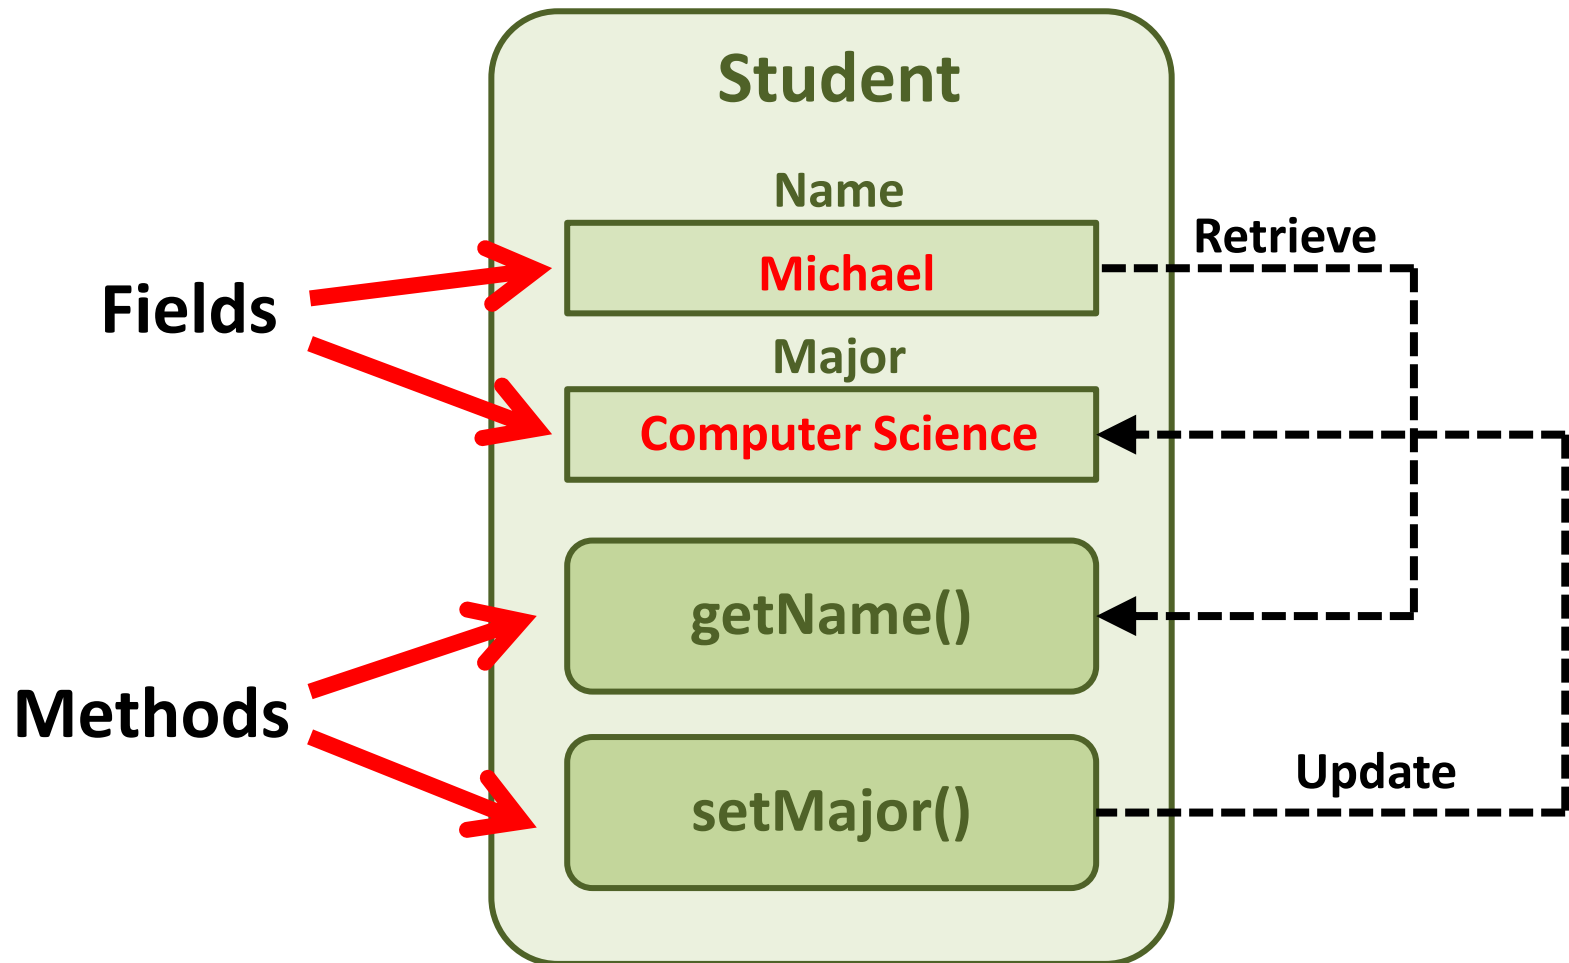 Student
Name
Michael
Retrieve
Fields
Major
Computer Science
getName()
Methods
setMajor()
Update